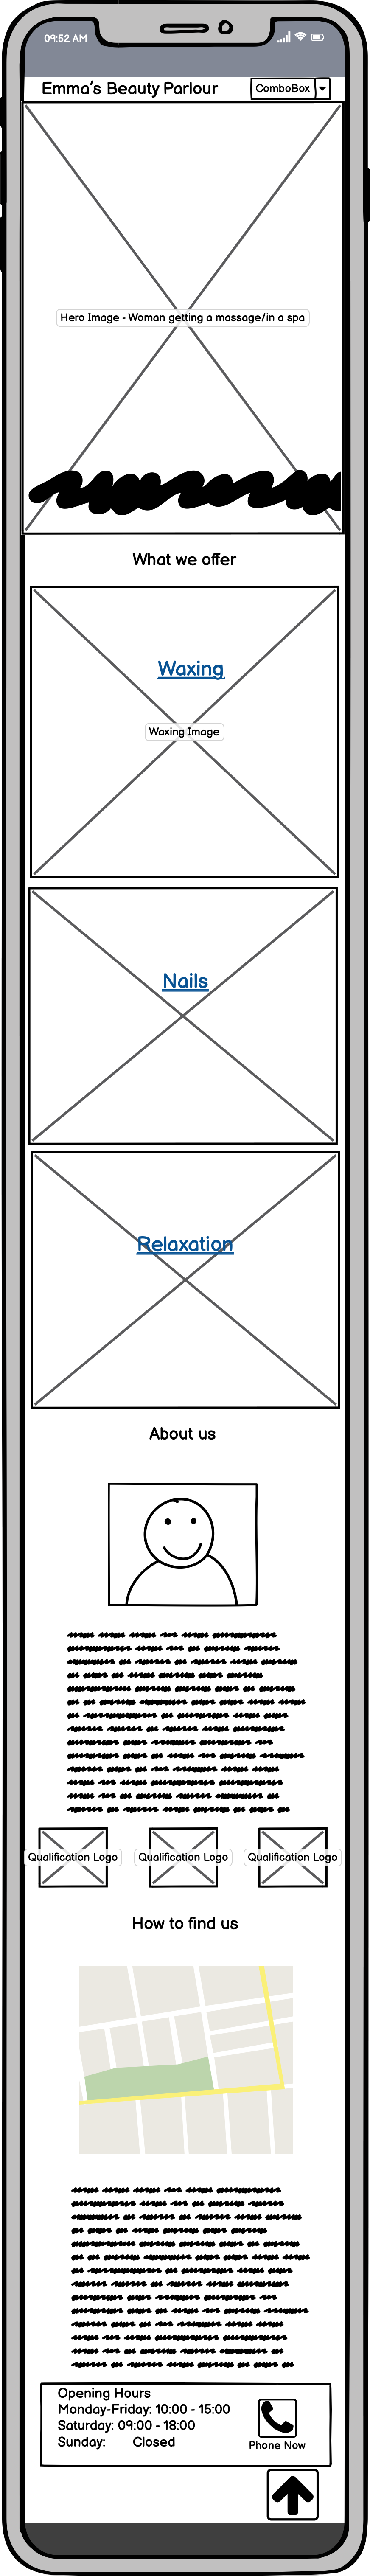 09:52 AM
Emma's Beauty Parlour
ComboBox
Hero Image - Woman getting a massage/in a spa
What we offer
Waxing
Waxing Image
Nails
Relaxation
About us
Qualification Logo Qualification Logo Qualification Logo
How to find us
Opening Hours
Monday-Friday: 10:00 - 15:00
Saturday: 09:00 - 18:00
Sunday: Closed
Phone Now